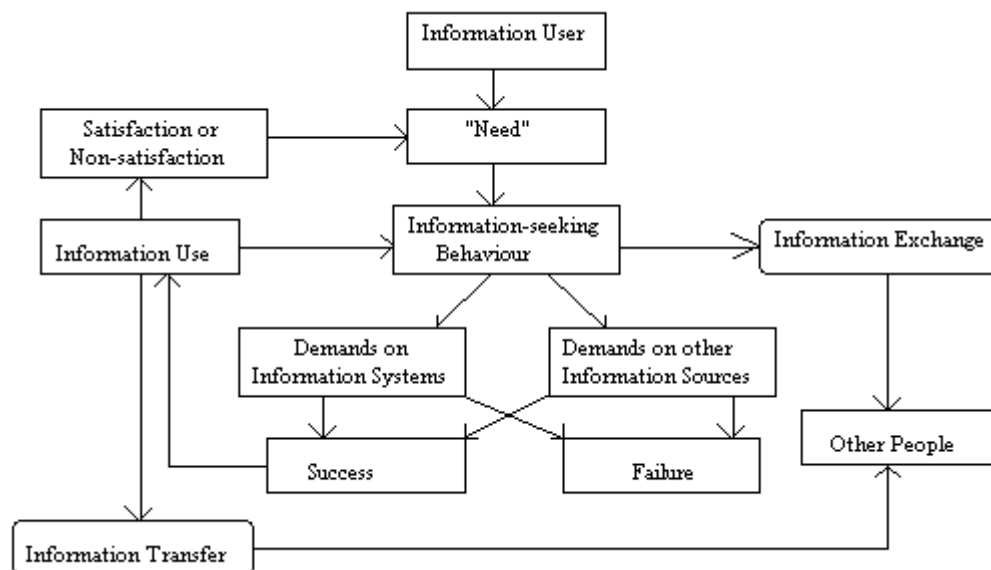 Information User
"Need"
Satisfaction or
Non-satisfaction
Information Use
Information-seeking
Behaviour
Information Exchange
Demands on
Information Systems
Demands on other
Information Sources
Success
Failure
Other People
Information Transfer